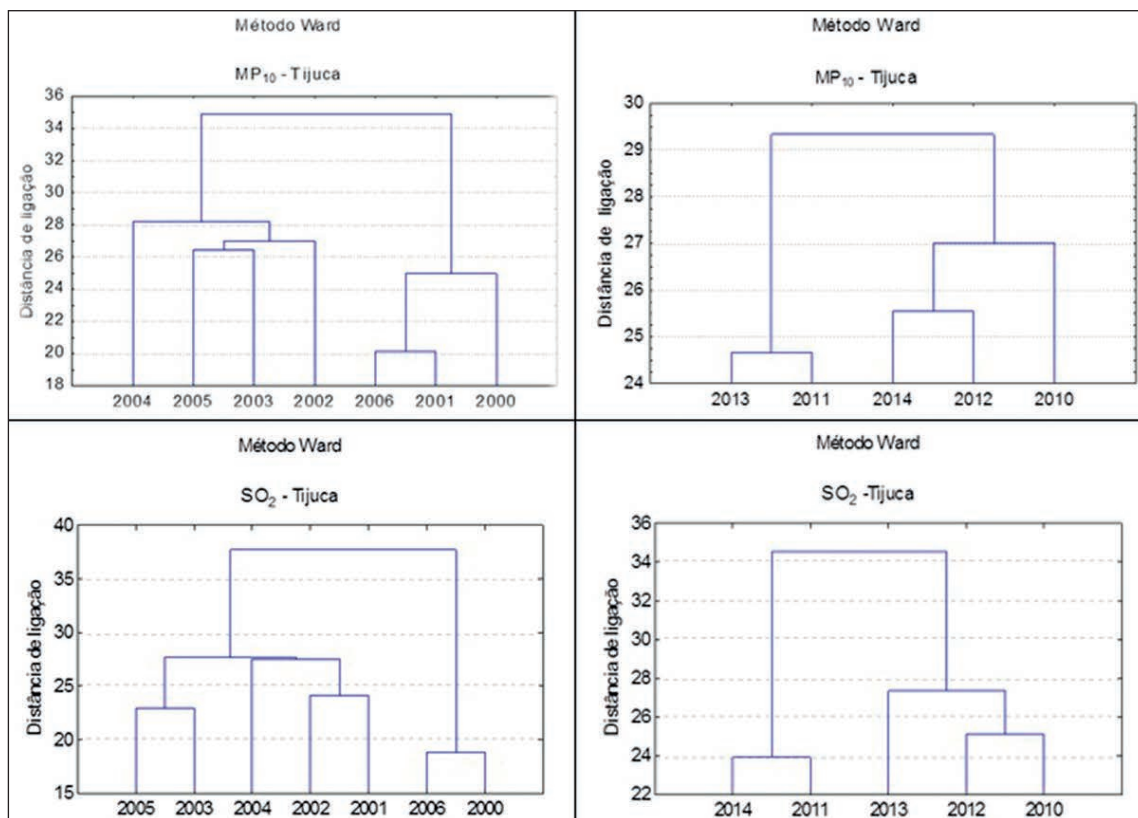 Método Ward
MP₁₀ - Tijuca
Distância de ligação
36
34
32
30
28
26
24
22
20
18
2004 2005 2003 2002 2006 2001 2000
Método Ward
MP₁₀ - Tijuca
Distância de ligação
30
29
28
27
26
25
24
2013 2011 2014 2012 2010
Método Ward
SO₂ - Tijuca
Distância de ligação
40
35
30
25
20
15
2005 2003 2004 2002 2001 2006 2000
Método Ward
SO₂ -Tijuca
Distância de ligação
36
34
32
30
28
26
24
22
2014 2011 2013 2012 2010